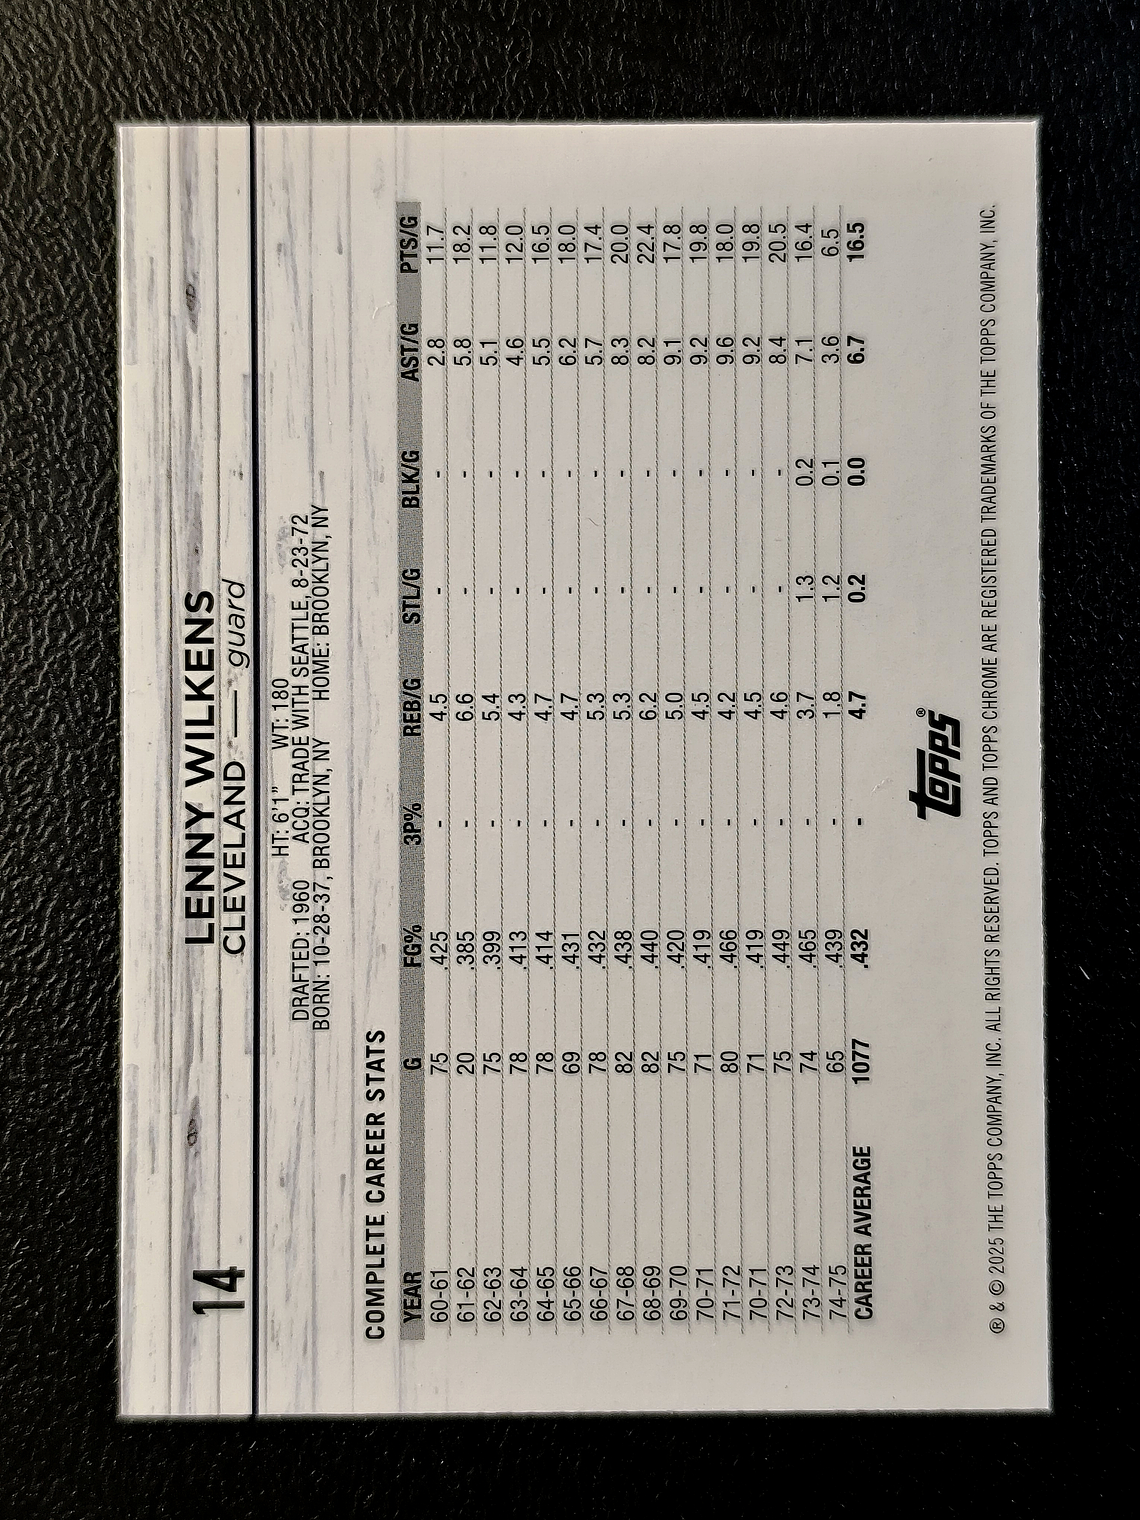 14
LENNY WILKENS
CLEVELAND — guard
HT: 6'1" WT: 180
DRAFTED: 1960 ACQ: TRADE WITH SEATTLE, 8-23-72
BORN: 10-28-37, BROOKLYN, NY HOME: BROOKLYN, NY
COMPLETE CAREER STATS
YEAR G FG% 3P% REB/G STL/G BLK/G AST/G PTS/G
60-61 75 .425 - 4.5 - - 2.8 11.7
61-62 20 .385 - 6.6 - - 5.8 18.2
62-63 75 .399 - 5.4 - - 5.1 11.8
63-64 78 .413 - 4.3 - - 4.6 12.0
64-65 78 .414 - 4.7 - - 5.5 16.5
65-66 69 .431 - 4.7 - - 6.2 18.0
66-67 78 .432 - 5.3 - - 5.7 17.4
67-68 82 .438 - 5.3 - - 8.3 20.0
68-69 82 .440 - 6.2 - - 8.2 22.4
69-70 75 .420 - 5.0 - - 9.1 17.8
70-71 71 .419 - 4.5 - - 9.2 19.8
71-72 80 .466 - 4.2 - - 9.6 18.0
70-71 71 .419 - 4.5 - - 9.2 19.8
72-73 75 .449 - 4.6 - - 8.4 20.5
73-74 74 .465 - 3.7 1.3 0.2 7.1 16.4
74-75 65 .439 - 1.8 1.2 0.1 3.6 6.5
CAREER AVERAGE 1077 .432 - 4.7 0.2 0.0 6.7 16.5
topps®
® & © 2025 THE TOPPS COMPANY, INC. ALL RIGHTS RESERVED. TOPPS AND TOPPS CHROME ARE REGISTERED TRADEMARKS OF THE TOPPS COMPANY, INC.